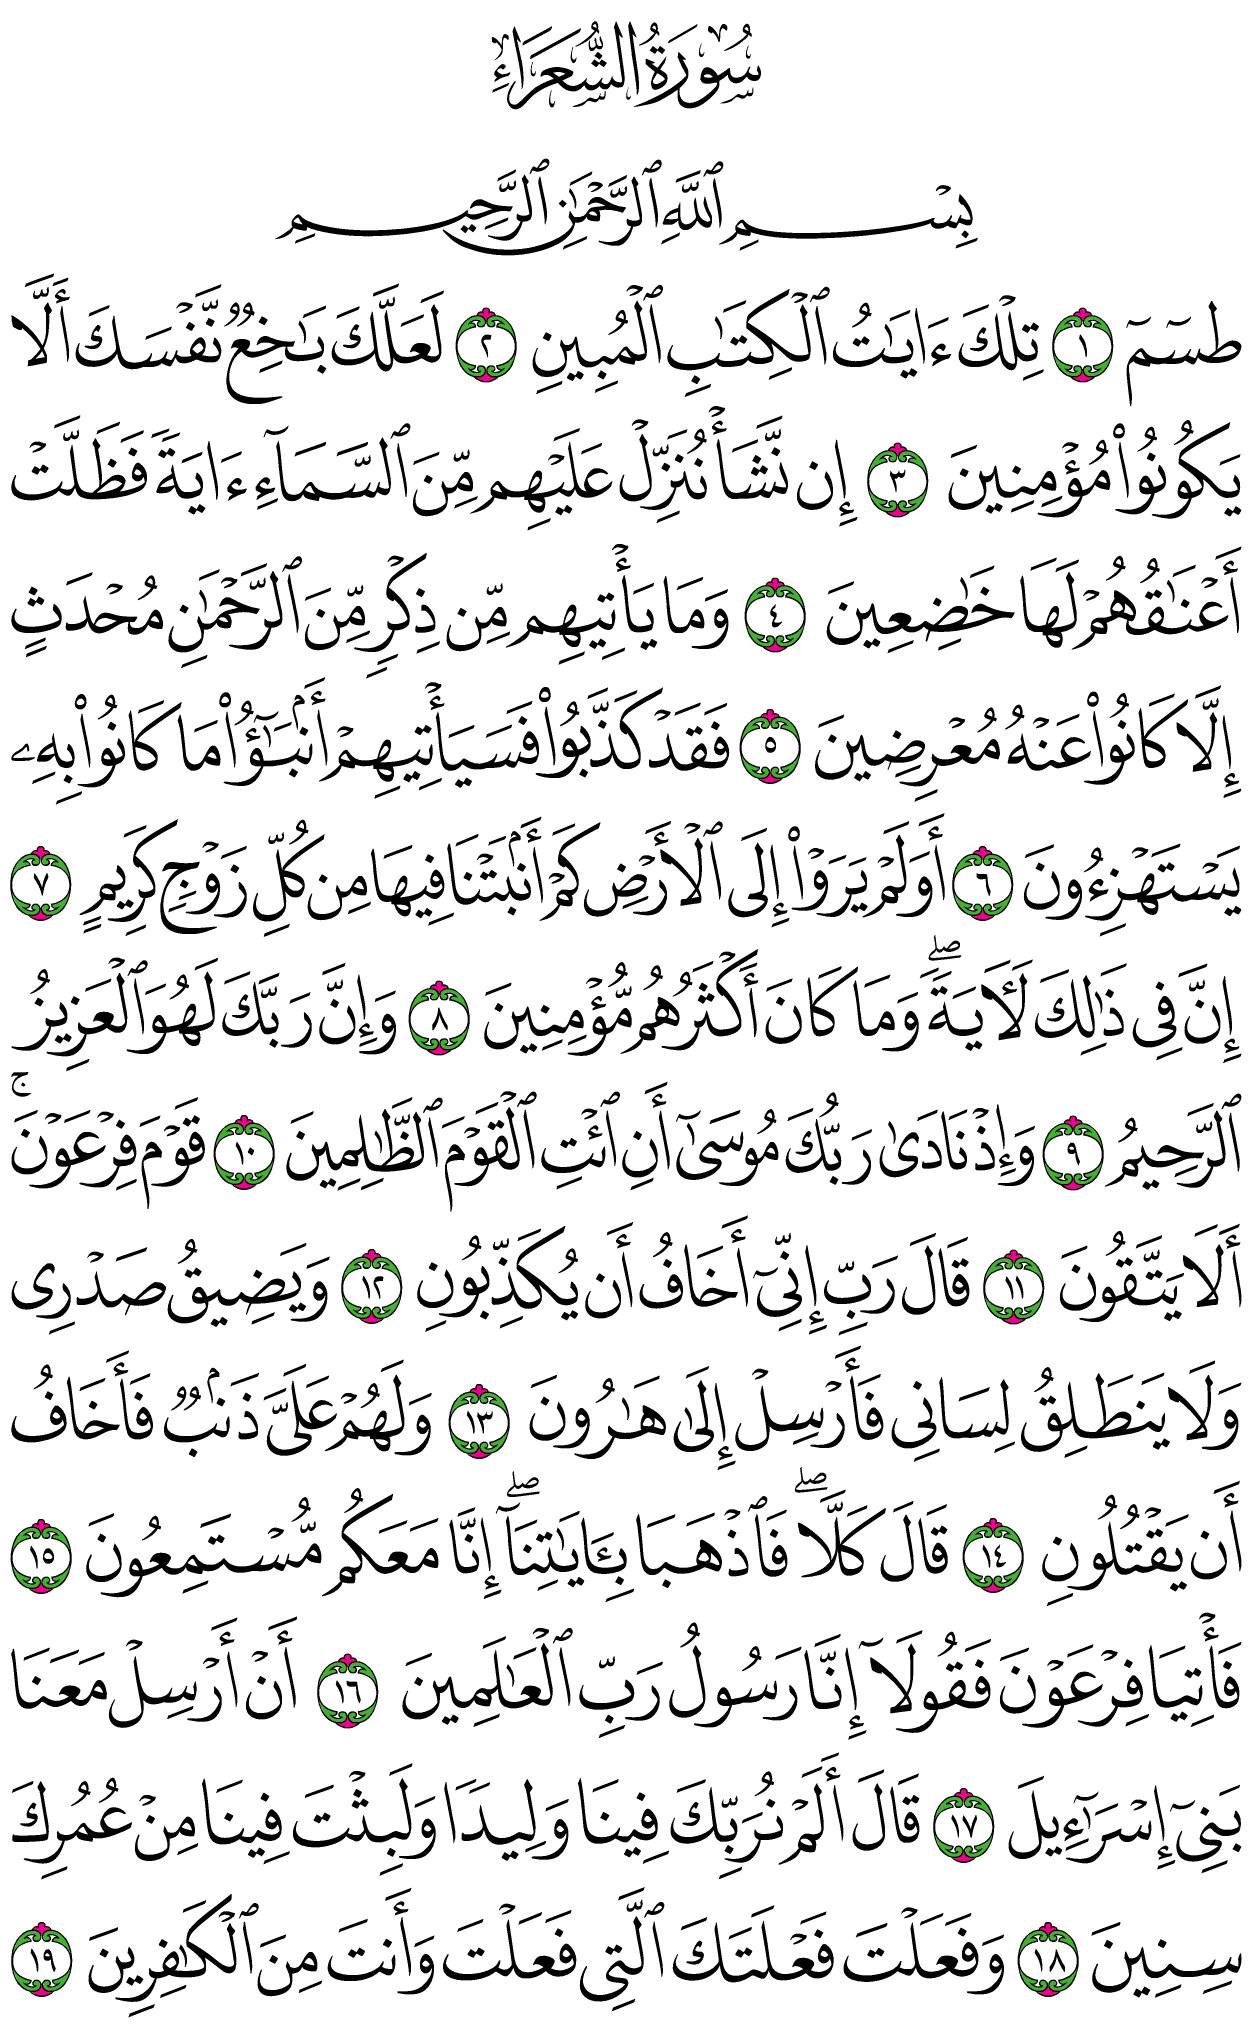 سُورَةُ الشُّعَرَاءِ
بِسْمِ ٱللَّهِ ٱلرَّحْمَٰنِ ٱلرَّحِيمِ
طسٓمٓ ١ تِلْكَ ءَايَٰتُ ٱلْكِتَٰبِ ٱلْمُبِينِ ٢ لَعَلَّكَ بَٰخِعٌ نَّفْسَكَ أَلَّا
يَكُونُوا۟ مُؤْمِنِينَ ٣ إِن نَّشَأْ نُنَزِّلْ عَلَيْهِم مِّنَ ٱلسَّمَآءِ ءَايَةً فَظَلَّتْ
أَعْنَٰقُهُمْ لَهَا خَٰضِعِينَ ٤ وَمَا يَأْتِيهِم مِّن ذِكْرٍ مِّنَ ٱلرَّحْمَٰنِ مُحْدَثٍ
إِلَّا كَانُوا۟ عَنْهُ مُعْرِضِينَ ٥ فَقَدْ كَذَّبُوا۟ فَسَيَأْتِيهِمْ أَنۢبَٰٓؤُا۟ مَا كَانُوا۟ بِهِۦ
يَسْتَهْزِءُونَ ٦ أَوَلَمْ يَرَوْا۟ إِلَى ٱلْأَرْضِ كَمْ أَنۢبَتْنَا فِيهَا مِن كُلِّ زَوْجٍ كَرِيمٍ ٧
إِنَّ فِى ذَٰلِكَ لَءَايَةً ۖ وَمَا كَانَ أَكْثَرُهُم مُّؤْمِنِينَ ٨ وَإِنَّ رَبَّكَ لَهُوَ ٱلْعَزِيزُ
ٱلرَّحِيمُ ٩ وَإِذْ نَادَىٰ رَبُّكَ مُوسَىٰٓ أَنِ ٱئْتِ ٱلْقَوْمَ ٱلظَّٰلِمِينَ ١٠ قَوْمَ فِرْعَوْنَ ۚ
أَلَا يَتَّقُونَ ١١ قَالَ رَبِّ إِنِّىٓ أَخَافُ أَن يُكَذِّبُونِ ١٢ وَيَضِيقُ صَدْرِى
وَلَا يَنطَلِقُ لِسَانِى فَأَرْسِلْ إِلَىٰ هَٰرُونَ ١٣ وَلَهُمْ عَلَىَّ ذَنۢبٌ فَأَخَافُ
أَن يَقْتُلُونِ ١٤ قَالَ كَلَّا ۖ فَٱذْهَبَا بِـَٔايَٰتِنَآ ۖ إِنَّا مَعَكُم مُّسْتَمِعُونَ ١٥
فَأْتِيَا فِرْعَوْنَ فَقُولَآ إِنَّا رَسُولُ رَبِّ ٱلْعَٰلَمِينَ ١٦ أَنْ أَرْسِلْ مَعَنَا
بَنِىٓ إِسْرَٰٓءِيلَ ١٧ قَالَ أَلَمْ نُرَبِّكَ فِينَا وَلِيدًا وَلَبِثْتَ فِينَا مِنْ عُمُرِكَ
سِنِينَ ١٨ وَفَعَلْتَ فَعْلَتَكَ ٱلَّتِى فَعَلْتَ وَأَنتَ مِنَ ٱلْكَٰفِرِينَ ١٩